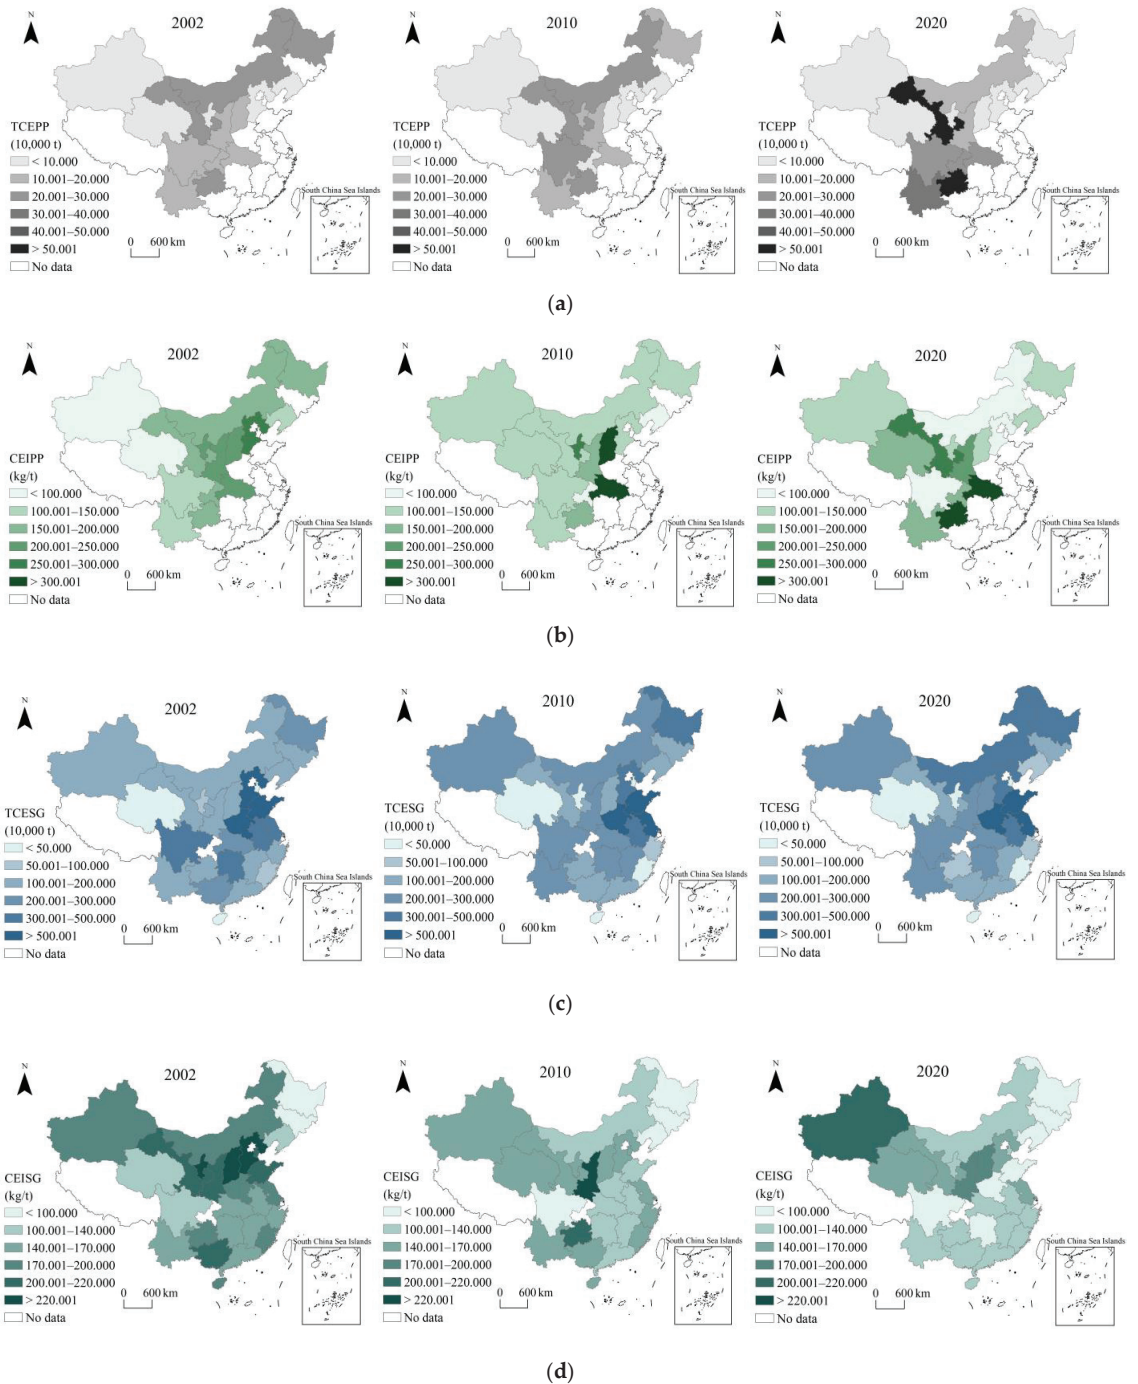 N
2002
TCEPP
(10,000 t)
< 10.000
10.001–20.000
20.001–30.000
30.001–40.000
40.001–50.000
> 50.001
No data
0 600 km
South China Sea Islands
N
2010
TCEPP
(10,000 t)
< 10.000
10.001–20.000
20.001–30.000
30.001–40.000
40.001–50.000
> 50.001
No data
0 600 km
South China Sea Islands
N
2020
TCEPP
(10,000 t)
< 10.000
10.001–20.000
20.001–30.000
30.001–40.000
40.001–50.000
> 50.001
No data
0 600 km
South China Sea Islands
(a)
N
2002
CEIPP
(kg/t)
< 100.000
100.001–150.000
150.001–200.000
200.001–250.000
250.001–300.000
> 300.001
No data
0 600 km
South China Sea Islands
N
2010
CEIPP
(kg/t)
< 100.000
100.001–150.000
150.001–200.000
200.001–250.000
250.001–300.000
> 300.001
No data
0 600 km
South China Sea Islands
N
2020
CEIPP
(kg/t)
< 100.000
100.001–150.000
150.001–200.000
200.001–250.000
250.001–300.000
> 300.001
No data
0 600 km
South China Sea Islands
(b)
N
2002
TCESG
(10,000 t)
< 50.000
50.001–100.000
100.001–200.000
200.001–300.000
300.001–500.000
> 500.001
No data
0 600 km
South China Sea Islands
N
2010
TCESG
(10,000 t)
< 50.000
50.001–100.000
100.001–200.000
200.001–300.000
300.001–500.000
> 500.001
No data
0 600 km
South China Sea Islands
N
2020
TCESG
(10,000 t)
< 50.000
50.001–100.000
100.001–200.000
200.001–300.000
300.001–500.000
> 500.001
No data
0 600 km
South China Sea Islands
(c)
N
2002
CEISG
(kg/t)
< 100.000
100.001–140.000
140.001–170.000
170.001–200.000
200.001–220.000
> 220.001
No data
0 600 km
South China Sea Islands
N
2010
CEISG
(kg/t)
< 100.000
100.001–140.000
140.001–170.000
170.001–200.000
200.001–220.000
> 220.001
No data
0 600 km
South China Sea Islands
N
2020
CEISG
(kg/t)
< 100.000
100.001–140.000
140.001–170.000
170.001–200.000
200.001–220.000
> 220.001
No data
0 600 km
South China Sea Islands
(d)